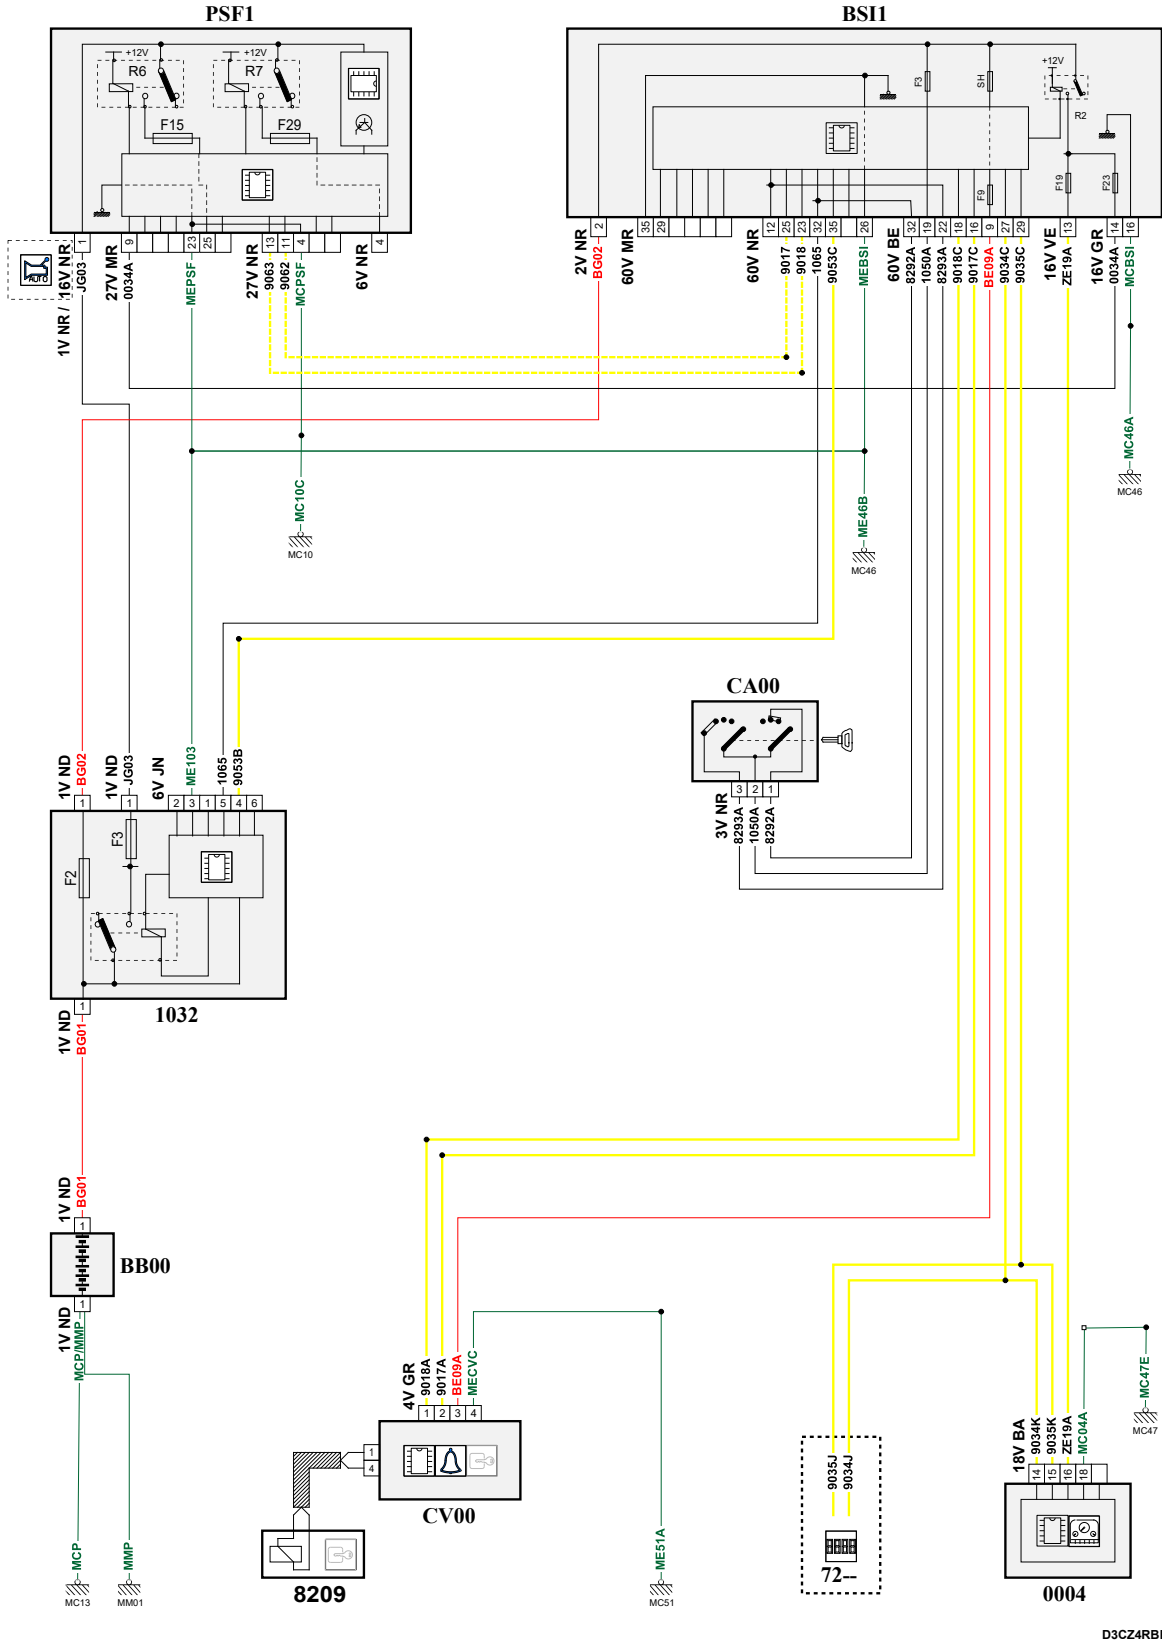 PSF1
BSI1
+12V
R6
+12V
R7
F15
F29
F3
SH
+12V
R2
F9
F19
F23
AUTO
1 9 23 25 13 11 4 4
2 35 29 12 25 23 32 35 26 32 19 22 18 16 9 27 29 13 14 16
1V NR / 16V NR
JG03
27V MR
0034A
MEPSF
27V NR
9063
9062
MCPSF
6V NR
2V NR
BG02
60V MR
60V NR
9017
9018
1065
9053C
MEBSI
60V BE
8292A
1050A
8293A
9018C
9017C
BE09A
9034C
9035C
16V VE
ZE19A
16V GR
0034A
MCBSI
MC46A
MC46
MC10C
MC10
ME46B
MC46
CA00
3 2 1
3V NR
8293A
1050A
8292A
1V ND
BG02
1V ND
JG03
6V JN
ME103
1065
9053B
1 1 2 3 1 5 4 6
F3
F2
1
1032
1V ND
BG01
1V ND
BG01
1
BB00
1
1V ND
MCP/MMP
MCP
MC13
MMP
MM01
4V GR
9018A
9017A
BE09A
MECVC
1 2 3 4
1
4
CV00
8209
ME51A
MC51
9035J
9034J
72--
18V BA
9034K
9035K
ZE19A
MC04A
14 15 16 18
0004
MC47E
MC47
D3CZ4RBI